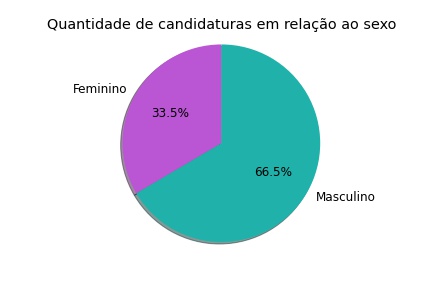 Quantidade de candidaturas em relação ao sexo
Feminino
33.5%
66.5%
Masculino